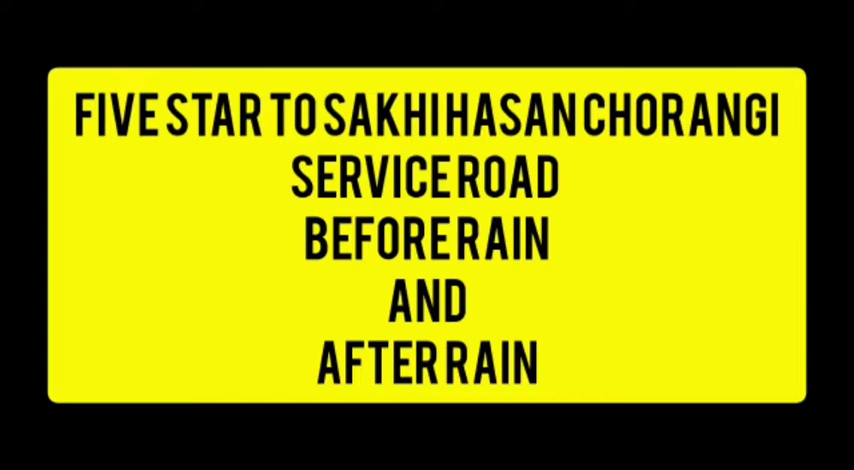 FIVE STAR TO SAKHI HASAN CHORANGI
SERVICE ROAD
BEFORE RAIN
AND
AFTER RAIN